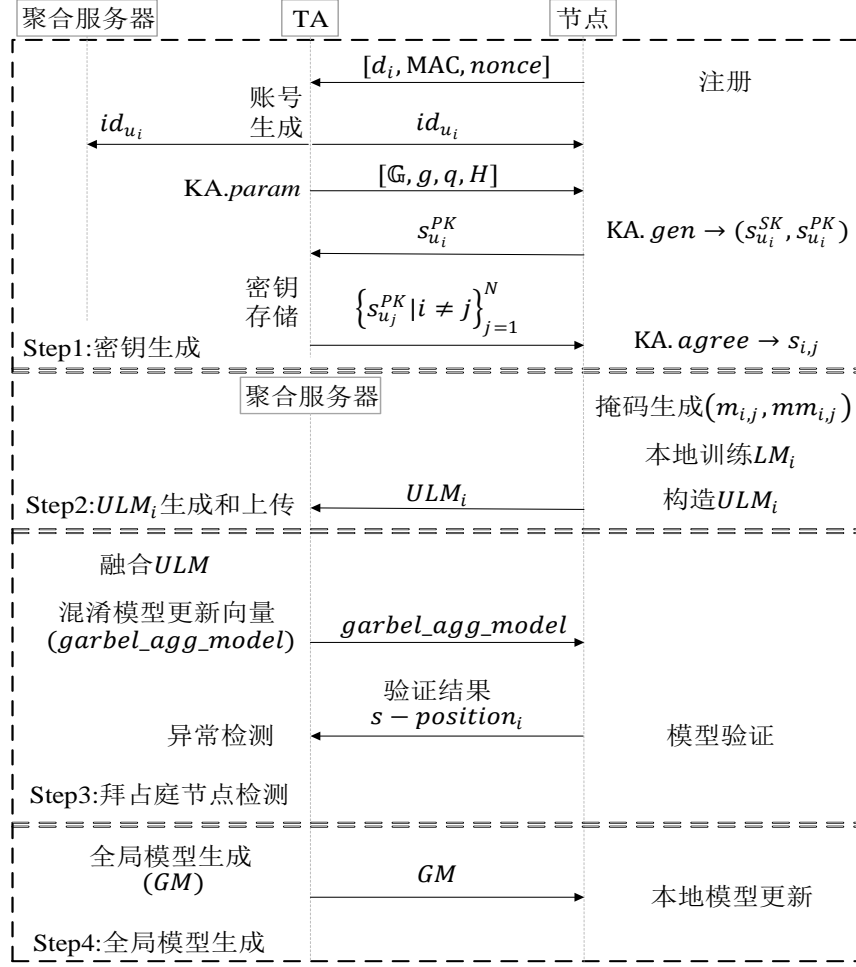 聚合服务器 TA 节点
[d_i, MAC, nonce]
注册
账号
生成
id_{u_i} id_{u_i}
KA.param [𝔾, g, q, H]
s_{u_i}^{PK} KA. gen → (s_{u_i}^{SK}, s_{u_i}^{PK})
密钥
存储
{s_{u_j}^{PK}|i ≠ j}_{j=1}^{N}
Step1:密钥生成 KA. agree → s_{i,j}
聚合服务器
掩码生成(m_{i,j}, mm_{i,j})
本地训练LM_i
Step2:ULM_i生成和上传 ULM_i 构造ULM_i
融合ULM
混淆模型更新向量
(garbel_agg_model) garbel_agg_model
验证结果
s − position_i
异常检测 模型验证
Step3:拜占庭节点检测
全局模型生成
(GM) GM 本地模型更新
Step4:全局模型生成